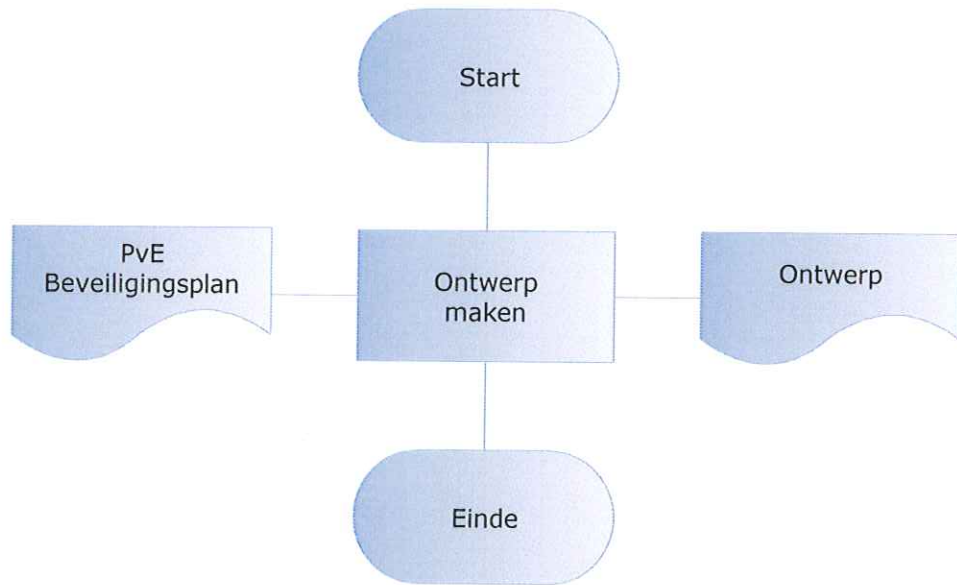 Start
PvE
Beveiligingsplan
Ontwerp
maken
Ontwerp
Einde